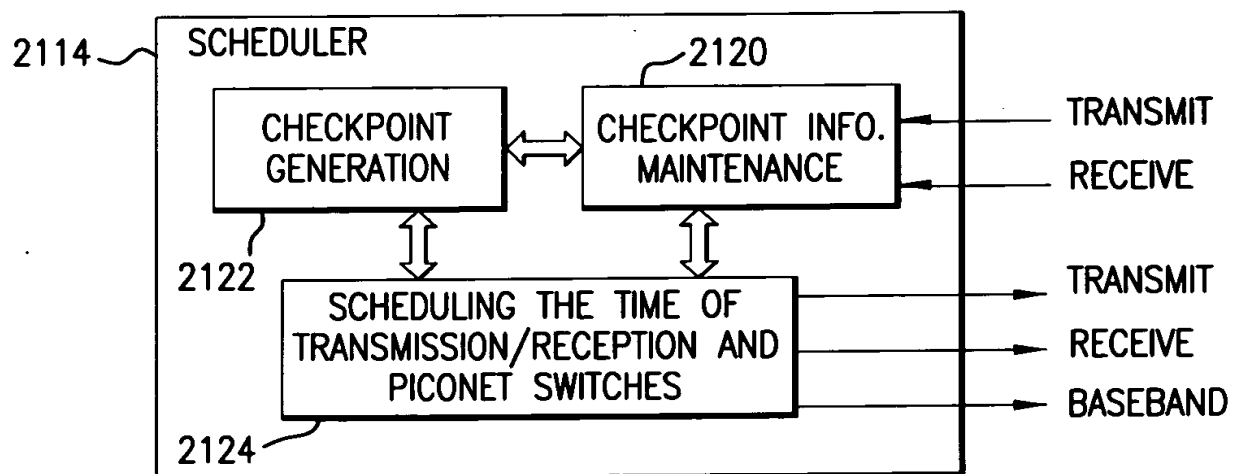 2114
SCHEDULER
2120
CHECKPOINT
GENERATION
CHECKPOINT INFO.
MAINTENANCE
TRANSMIT
RECEIVE
2122
SCHEDULING THE TIME OF
TRANSMISSION/RECEPTION AND
PICONET SWITCHES
TRANSMIT
RECEIVE
BASEBAND
2124